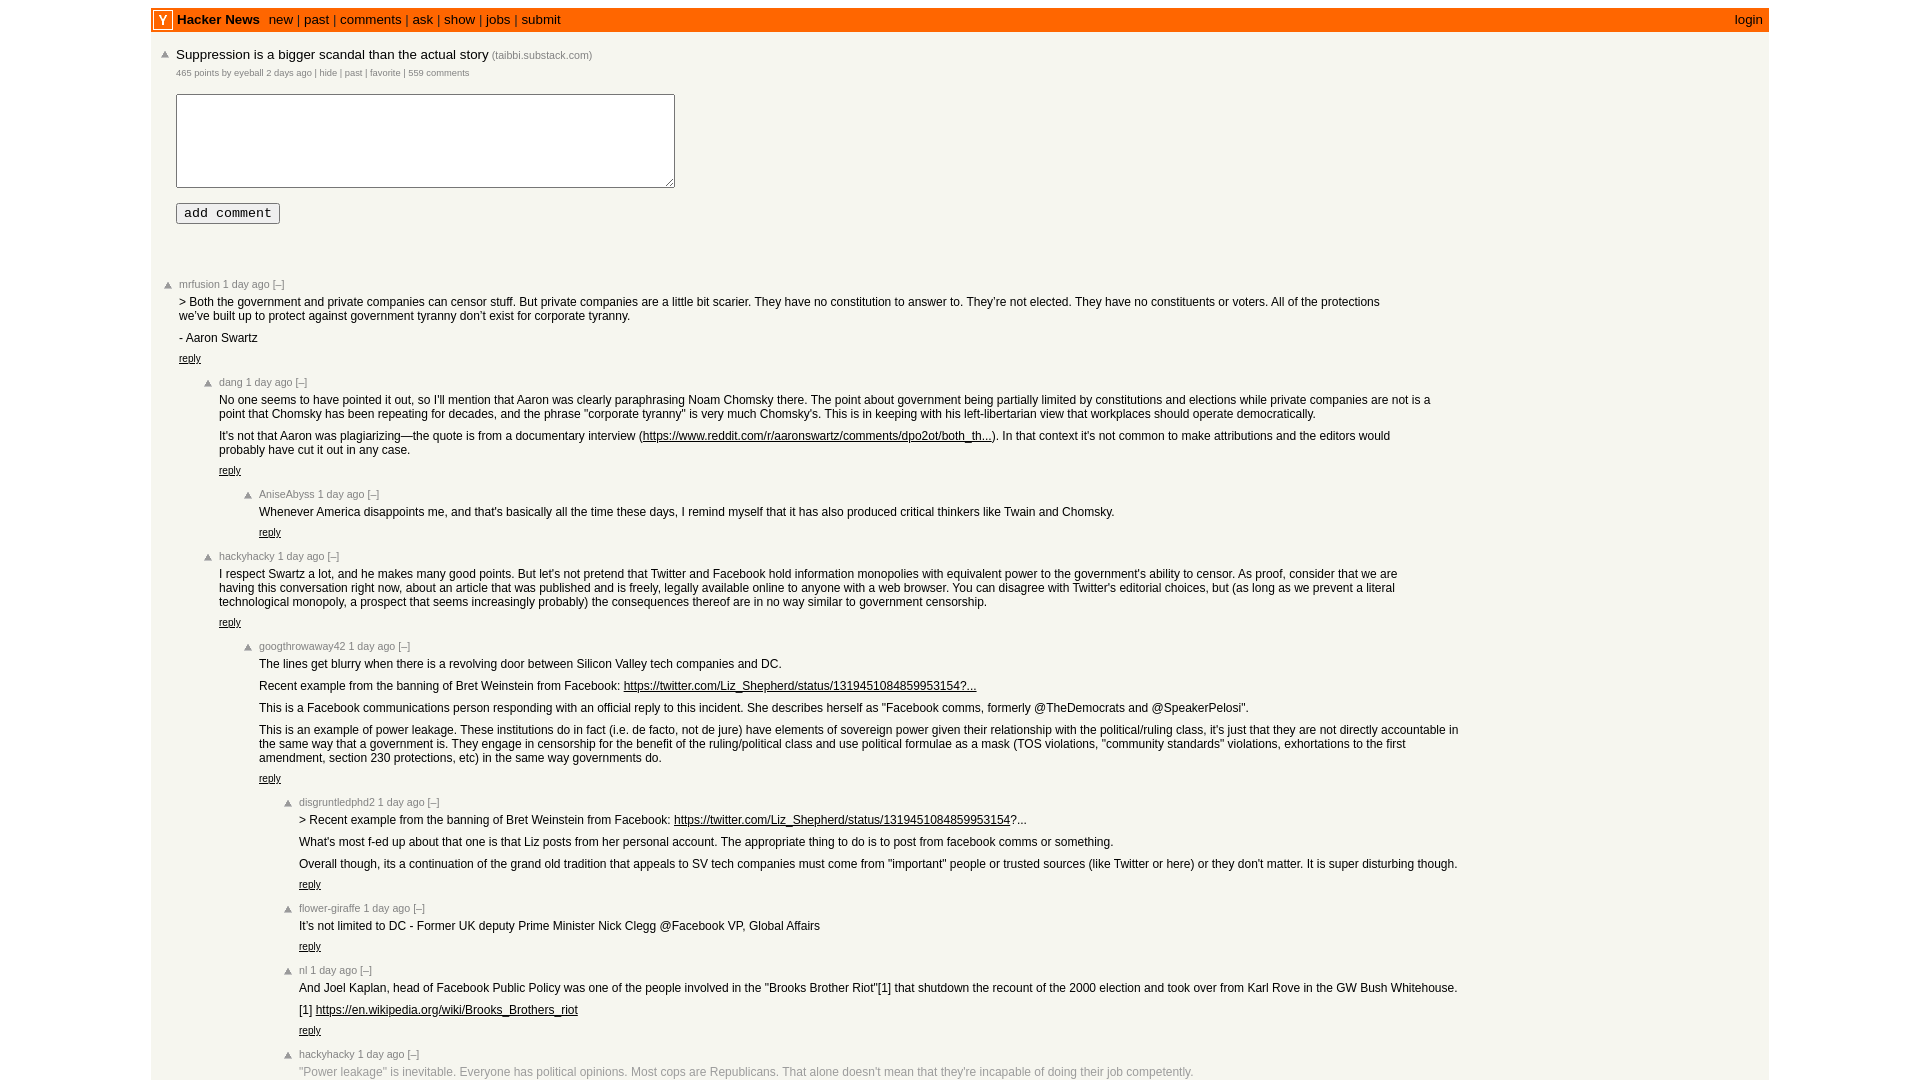 Y Hacker News new | past | comments | ask | show | jobs | submit login
Suppression is a bigger scandal than the actual story (taibbi.substack.com)
465 points by eyeball 2 days ago | hide | past | favorite | 559 comments
add comment
mrfusion 1 day ago [–]
> Both the government and private companies can censor stuff. But private companies are a little bit scarier. They have no constitution to answer to. They’re not elected. They have no constituents or voters. All of the protections
we’ve built up to protect against government tyranny don’t exist for corporate tyranny.
- Aaron Swartz
reply
dang 1 day ago [–]
No one seems to have pointed it out, so I'll mention that Aaron was clearly paraphrasing Noam Chomsky there. The point about government being partially limited by constitutions and elections while private companies are not is a
point that Chomsky has been repeating for decades, and the phrase "corporate tyranny" is very much Chomsky's. This is in keeping with his left-libertarian view that workplaces should operate democratically.
It's not that Aaron was plagiarizing—the quote is from a documentary interview (https://www.reddit.com/r/aaronswartz/comments/dpo2ot/both_th...). In that context it's not common to make attributions and the editors would
probably have cut it out in any case.
reply
AniseAbyss 1 day ago [–]
Whenever America disappoints me, and that's basically all the time these days, I remind myself that it has also produced critical thinkers like Twain and Chomsky.
reply
hackyhacky 1 day ago [–]
I respect Swartz a lot, and he makes many good points. But let's not pretend that Twitter and Facebook hold information monopolies with equivalent power to the government's ability to censor. As proof, consider that we are
having this conversation right now, about an article that was published and is freely, legally available online to anyone with a web browser. You can disagree with Twitter's editorial choices, but (as long as we prevent a literal
technological monopoly, a prospect that seems increasingly probably) the consequences thereof are in no way similar to government censorship.
reply
googthrowaway42 1 day ago [–]
The lines get blurry when there is a revolving door between Silicon Valley tech companies and DC.
Recent example from the banning of Bret Weinstein from Facebook: https://twitter.com/Liz_Shepherd/status/1319451084859953154?...
This is a Facebook communications person responding with an official reply to this incident. She describes herself as "Facebook comms, formerly @TheDemocrats and @SpeakerPelosi".
This is an example of power leakage. These institutions do in fact (i.e. de facto, not de jure) have elements of sovereign power given their relationship with the political/ruling class, it's just that they are not directly accountable in
the same way that a government is. They engage in censorship for the benefit of the ruling/political class and use political formulae as a mask (TOS violations, "community standards" violations, exhortations to the first
amendment, section 230 protections, etc) in the same way governments do.
reply
disgruntledphd2 1 day ago [–]
> Recent example from the banning of Bret Weinstein from Facebook: https://twitter.com/Liz_Shepherd/status/1319451084859953154?...
What's most f-ed up about that one is that Liz posts from her personal account. The appropriate thing to do is to post from facebook comms or something.
Overall though, its a continuation of the grand old tradition that appeals to SV tech companies must come from "important" people or trusted sources (like Twitter or here) or they don't matter. It is super disturbing though.
reply
flower-giraffe 1 day ago [–]
It’s not limited to DC - Former UK deputy Prime Minister Nick Clegg @Facebook VP, Global Affairs
reply
nl 1 day ago [–]
And Joel Kaplan, head of Facebook Public Policy was one of the people involved in the "Brooks Brother Riot"[1] that shutdown the recount of the 2000 election and took over from Karl Rove in the GW Bush Whitehouse.
[1] https://en.wikipedia.org/wiki/Brooks_Brothers_riot
reply
hackyhacky 1 day ago [–]
"Power leakage" is inevitable. Everyone has political opinions. Most cops are Republicans. That alone doesn't mean that they're incapable of doing their job competently.